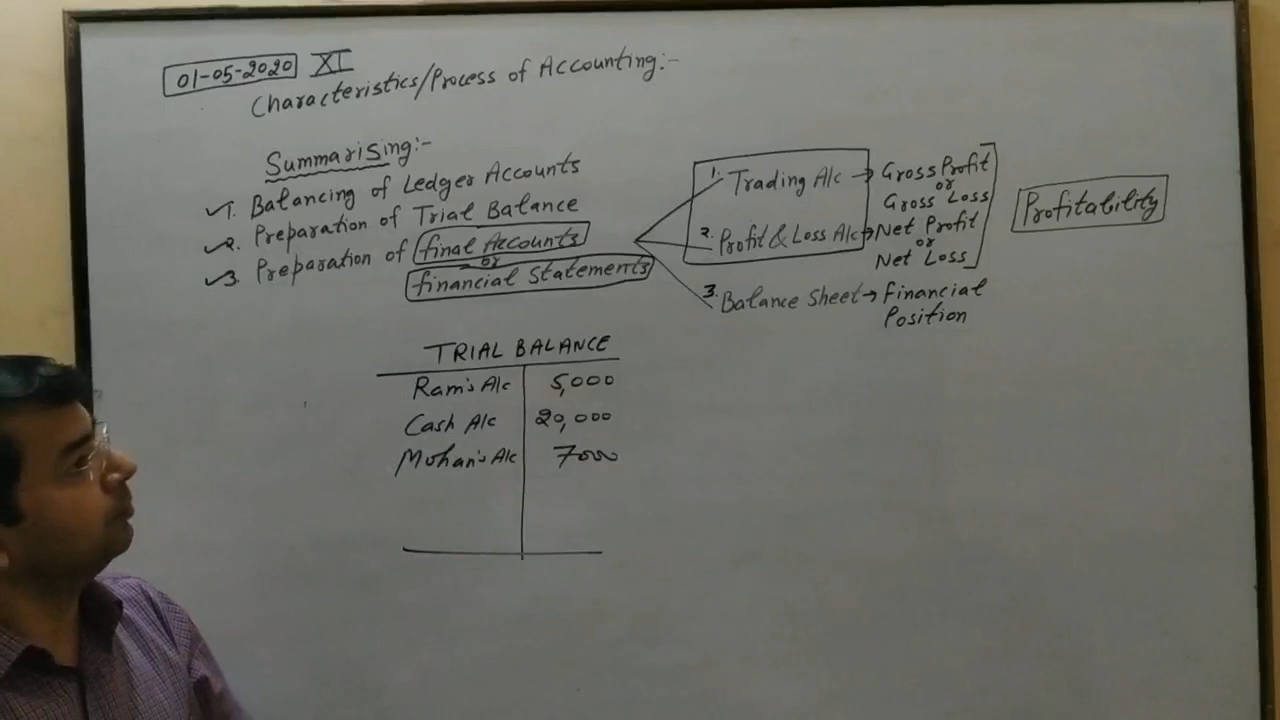 01-05-2020 XI
Characteristics/Process of Accounting:-
Summarising:-
1. Balancing of Ledger Accounts
2. Preparation of Trial Balance
3. Preparation of final Accounts
or
financial Statements
1. Trading A/c → Gross Profit
or
Gross Loss
2. Profit & Loss A/c → Net Profit
or
Net Loss
Profitability
3. Balance Sheet → Financial
Position
TRIAL BALANCE
Ram's A/c 5,000
Cash A/c 20,000
Mohan's A/c 7000